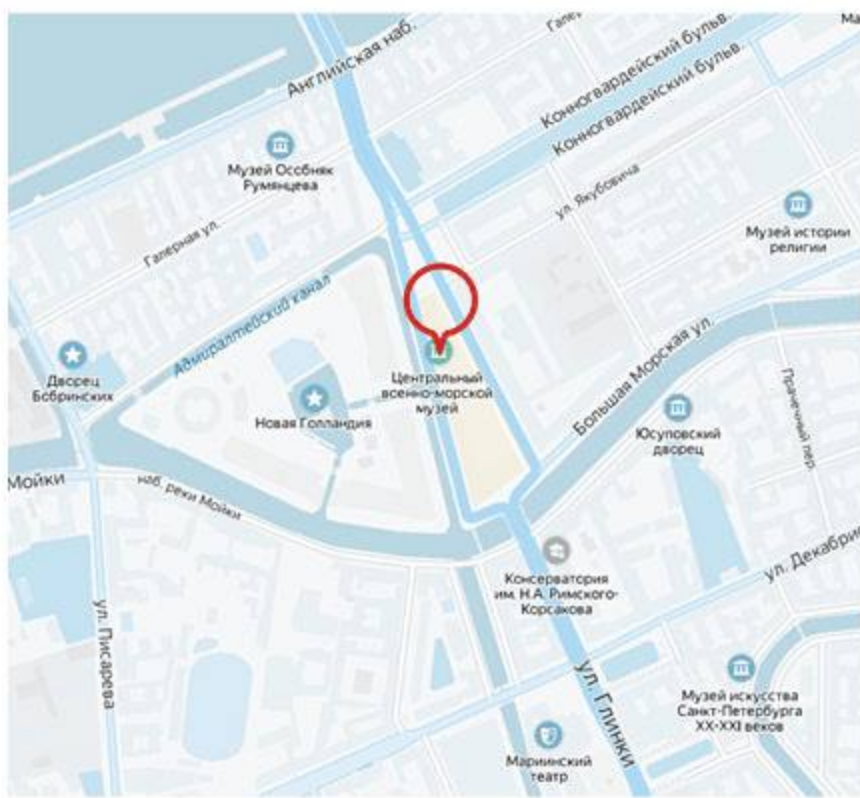 Английская наб.
Конногвардейский бульв.
Конногвардейский бульв.
Музей Особняк
Румянцева
Галерная ул.
ул. Якубовича
Музей истории
религии
Адмиралтейский канал
Дворец
Бобринских
Новая Голландия
Центральный
военно-морской
музей
Большая Морская ул.
Юсуповский
дворец
Прачечный пер.
Мойки
наб. реки Мойки
Консерватория
им. Н.А. Римского-
Корсакова
ул. Декабрис
ул. Писарева
ул. Глинки
Музей искусства
Санкт-Петербурга
XX-XXI веков
Мариинский
театр